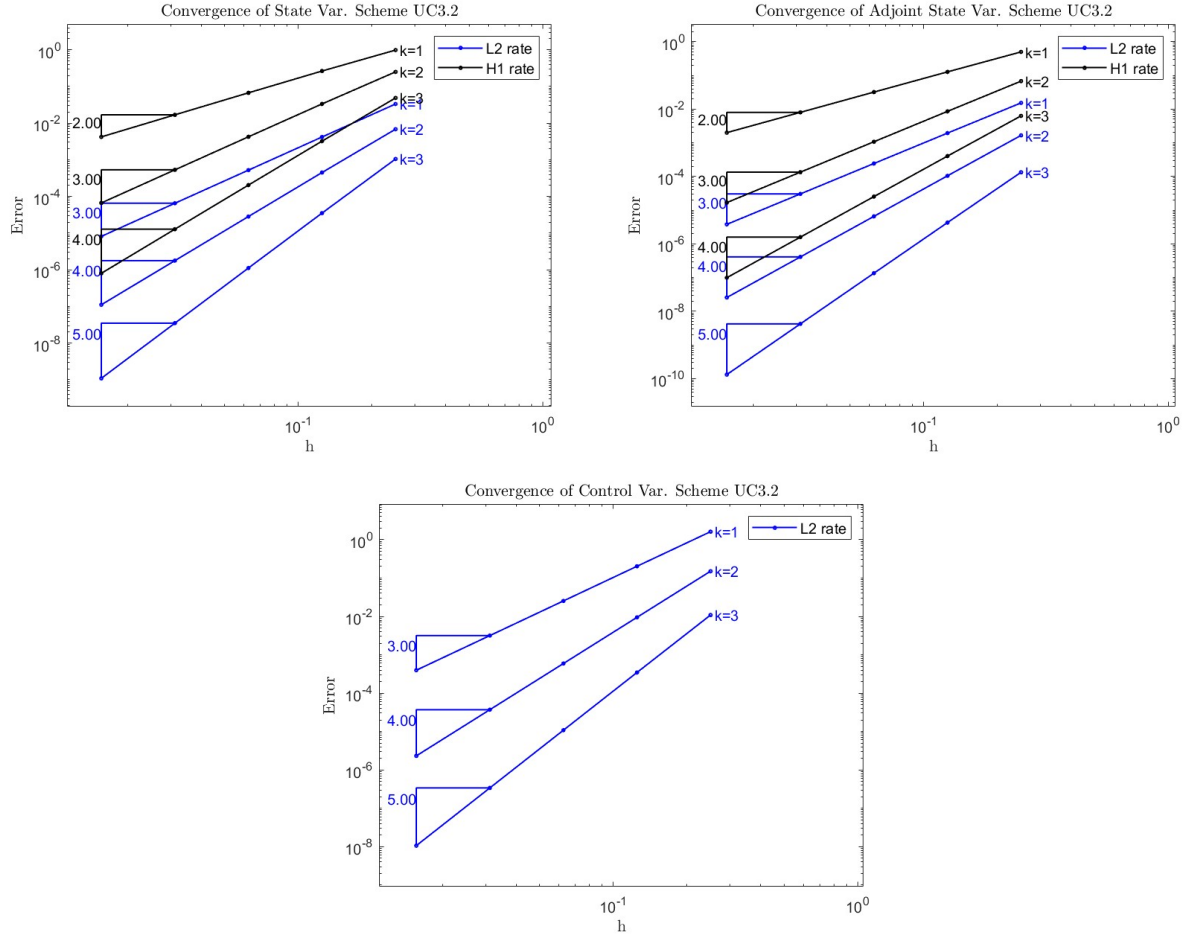 Convergence of State Var. Scheme UC3.2
10^0
10^-2
10^-4
10^-6
10^-8
Error
L2 rate
H1 rate
k=1
k=2
k=3
k=1
k=2
k=3
2.00
3.00
3.00
4.00
4.00
5.00
10^-1
10^0
h
Convergence of Adjoint State Var. Scheme UC3.2
10^0
10^-2
10^-4
10^-6
10^-8
10^-10
Error
L2 rate
H1 rate
k=1
k=2
k=1
k=3
k=2
k=3
2.00
3.00
3.00
4.00
4.00
5.00
10^-1
10^0
h
Convergence of Control Var. Scheme UC3.2
10^0
10^-2
10^-4
10^-6
10^-8
Error
L2 rate
k=1
k=2
k=3
3.00
4.00
5.00
10^-1
10^0
h